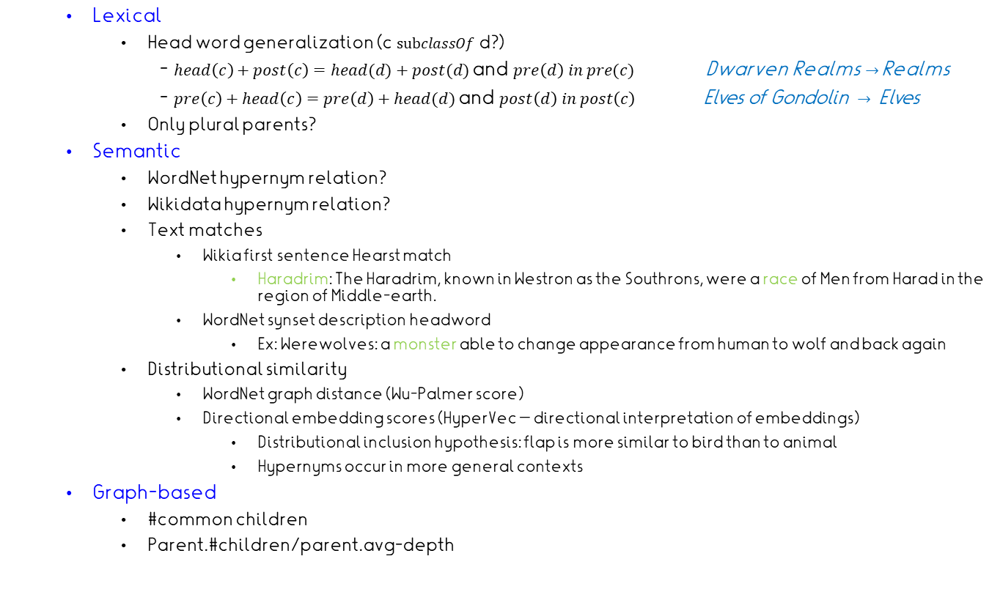 • Lexical
• Head word generalization (c subclassOf d?)
- head(c) + post(c) = head(d) + post(d) and pre(d) in pre(c) Dwarven Realms → Realms
- pre(c) + head(c) = pre(d) + head(d) and post(d) in post(c) Elves of Gondolin → Elves
• Only plural parents?
• Semantic
• WordNet hypernym relation?
• Wikidata hypernym relation?
• Text matches
• Wikia first sentence Hearst match
• Haradrim: The Haradrim, known in Westron as the Southrons, were a race of Men from Harad in the
region of Middle-earth.
• WordNet synset description headword
• Ex: Werewolves: a monster able to change appearance from human to wolf and back again
• Distributional similarity
• WordNet graph distance (Wu-Palmer score)
• Directional embedding scores (HyperVec – directional interpretation of embeddings)
• Distributional inclusion hypothesis: flap is more similar to bird than to animal
• Hypernyms occur in more general contexts
• Graph-based
• #common children
• Parent.#children/parent.avg-depth